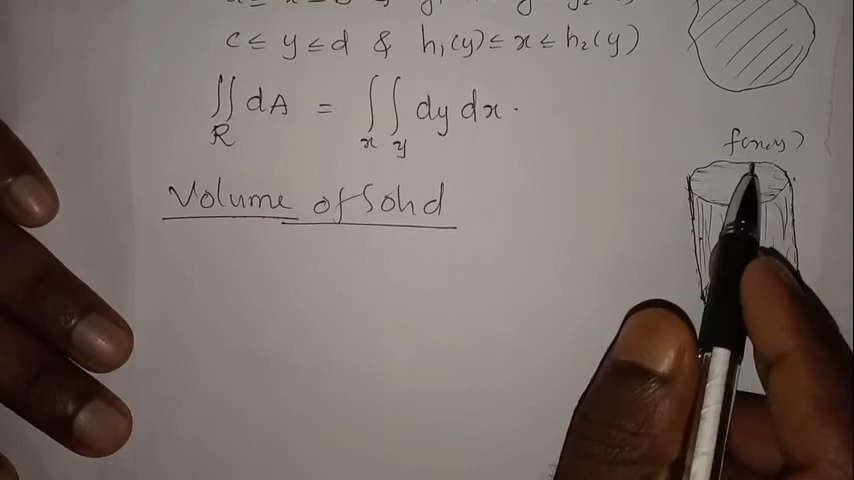 c ≤ y ≤ d & h₁(y) ≤ x ≤ h₂(y)
∬ dA = ∫ ∫ dy dx.
R x y
f(x,y)
Volume of Solid